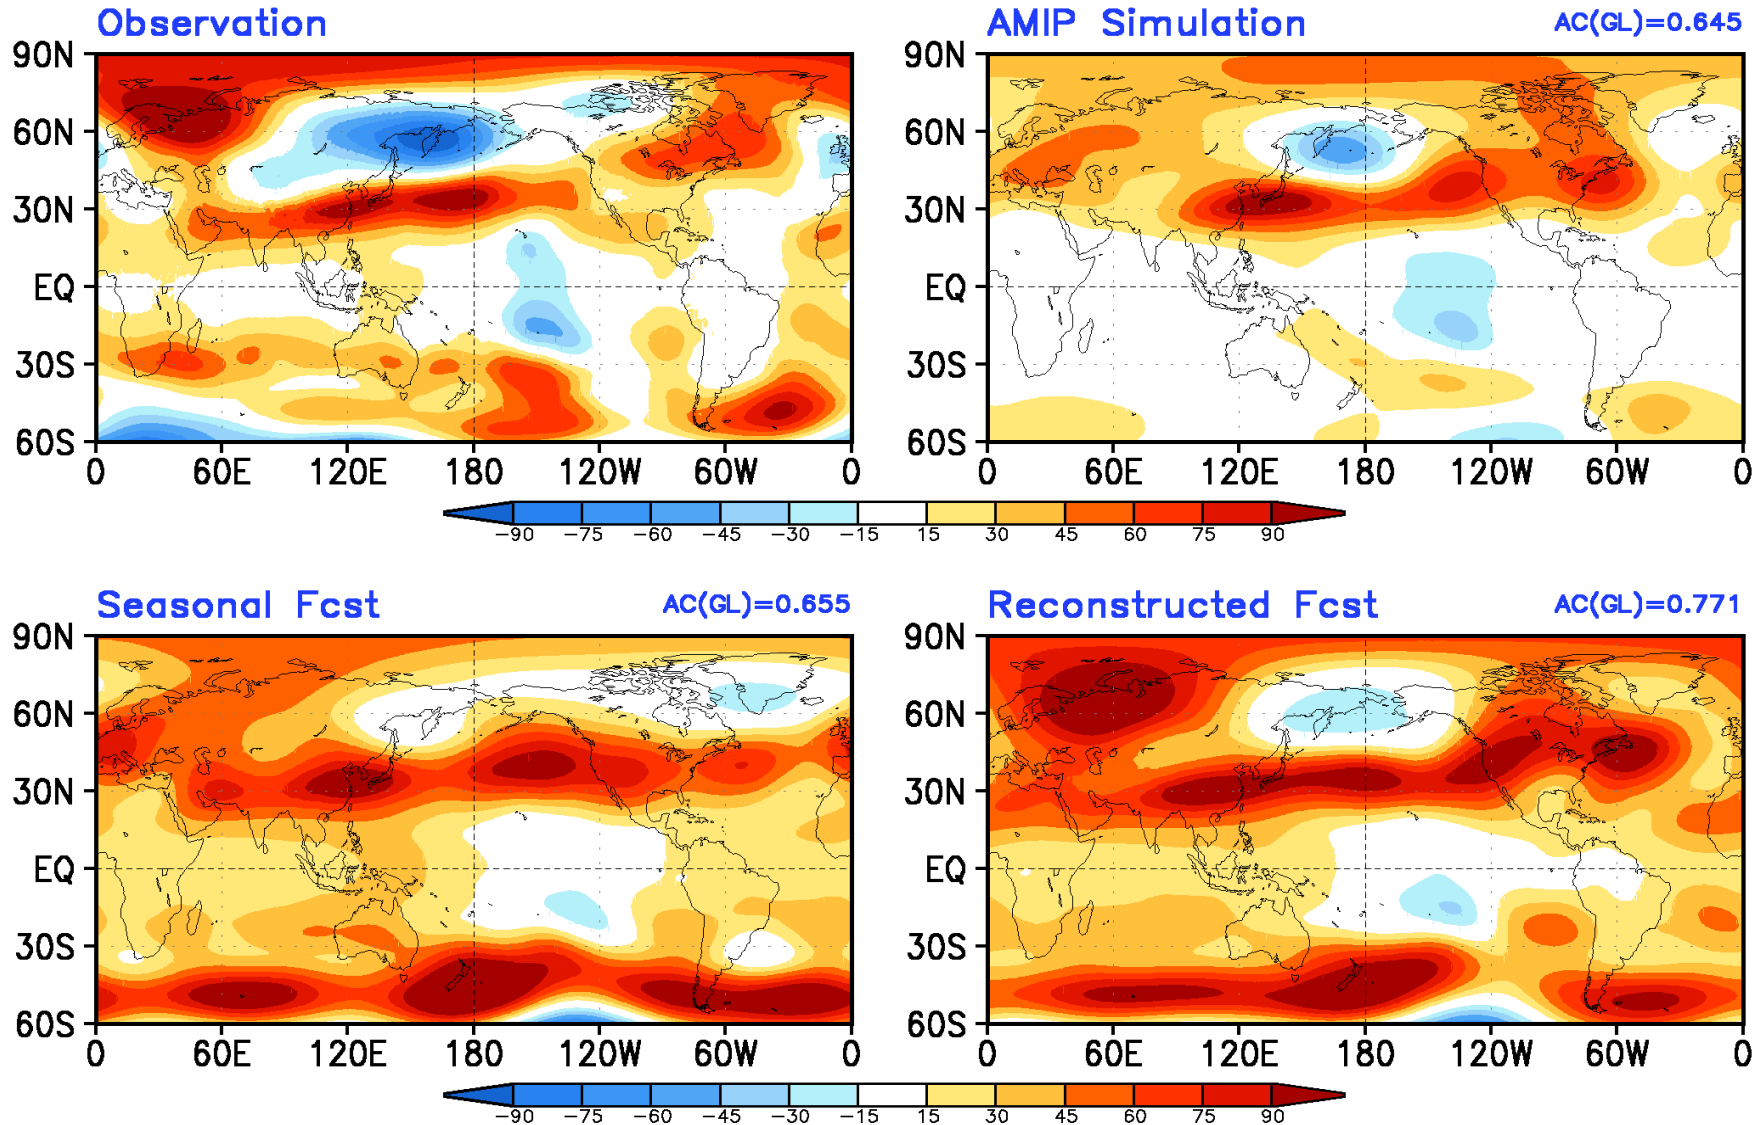 Observation
AMIP Simulation AC(GL)=0.645
90N 90N
60N 60N
30N 30N
EQ EQ
30S 30S
60S 60S
0 60E 120E 180 120W 60W 0 0 60E 120E 180 120W 60W 0
-90 -75 -60 -45 -30 -15 15 30 45 60 75 90
Seasonal Fcst AC(GL)=0.655
Reconstructed Fcst AC(GL)=0.771
90N 90N
60N 60N
30N 30N
EQ EQ
30S 30S
60S 60S
0 60E 120E 180 120W 60W 0 0 60E 120E 180 120W 60W 0
-90 -75 -60 -45 -30 -15 15 30 45 60 75 90